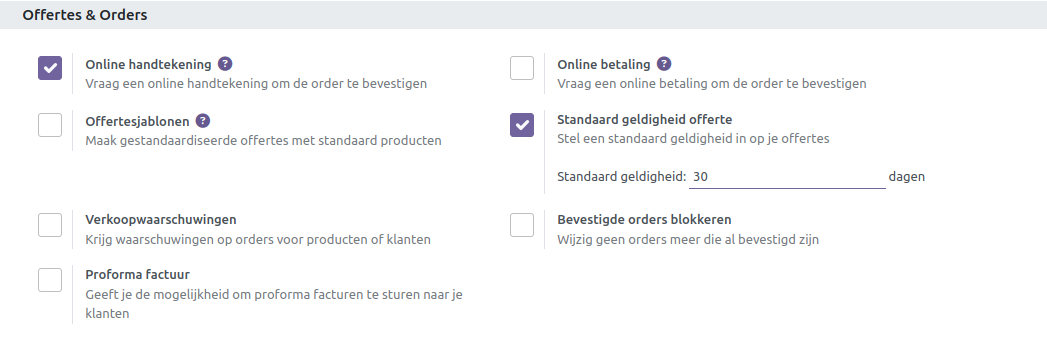 Offertes & Orders
Online handtekening ?
Vraag een online handtekening om de order te bevestigen
Online betaling ?
Vraag een online betaling om de order te bevestigen
Offertesjablonen ?
Maak gestandaardiseerde offertes met standaard producten
Standaard geldigheid offerte
Stel een standaard geldigheid in op je offertes
Standaard geldigheid: 30 dagen
Verkoopwaarschuwingen
Krijg waarschuwingen op orders voor producten of klanten
Bevestigde orders blokkeren
Wijzig geen orders meer die al bevestigd zijn
Proforma factuur
Geeft je de mogelijkheid om proforma facturen te sturen naar je
klanten